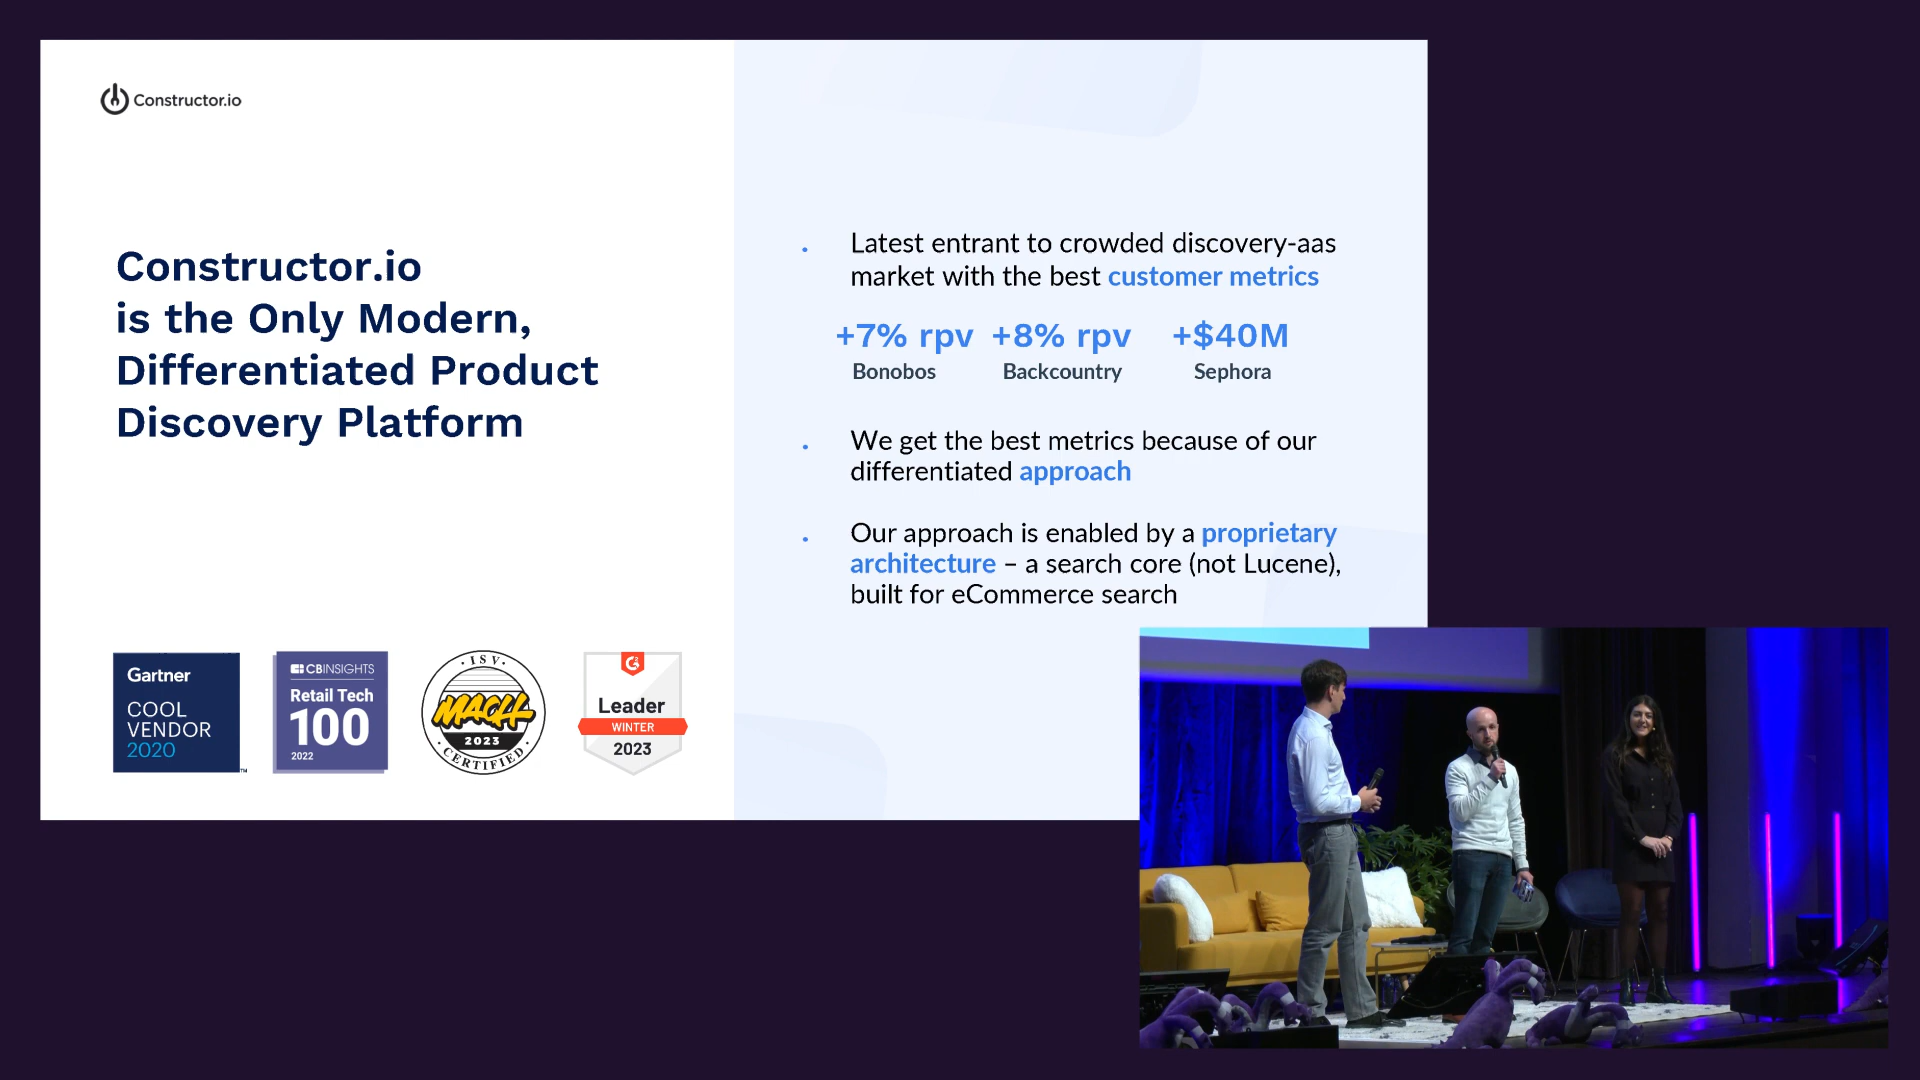 Constructor.io
Constructor.io
is the Only Modern,
Differentiated Product
Discovery Platform
Gartner
COOL
VENDOR
2020
TM
CBINSIGHTS
Retail Tech
100
2022
· ISV ·
MACH
2023
· CERTIFIED ·
G2
Leader
WINTER
2023
. Latest entrant to crowded discovery-aas
market with the best customer metrics
+7% rpv +8% rpv +$40M
Bonobos Backcountry Sephora
. We get the best metrics because of our
differentiated approach
. Our approach is enabled by a proprietary
architecture – a search core (not Lucene),
built for eCommerce search